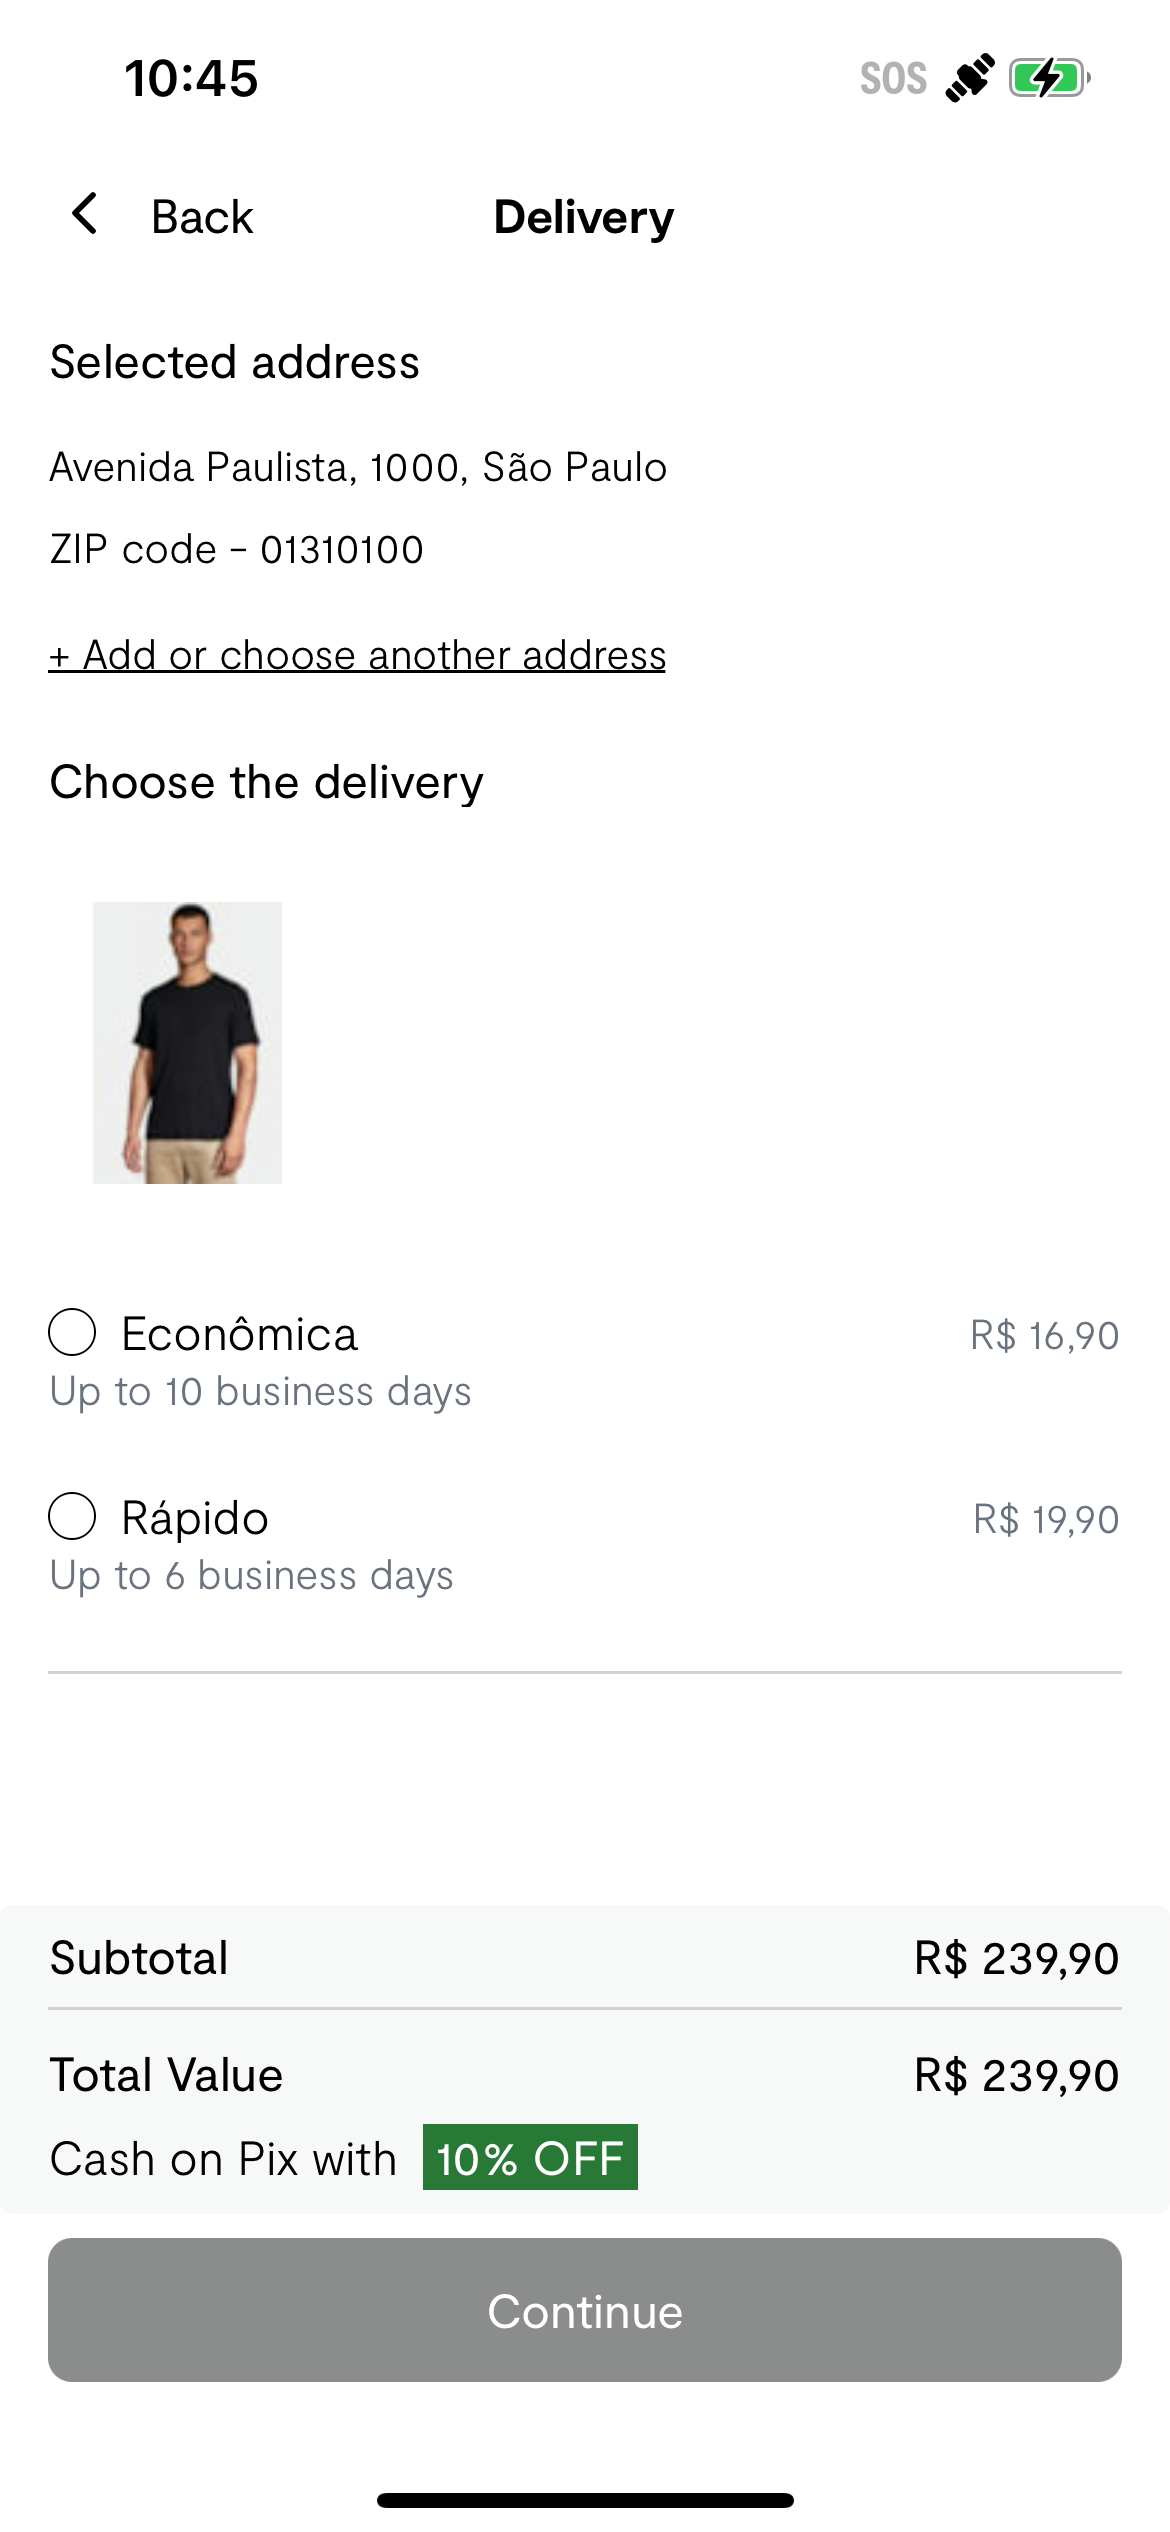 10:45
SOS
Back
Delivery
Selected address
Avenida Paulista, 1000, São Paulo
ZIP code - 01310100
+ Add or choose another address
Choose the delivery
Econômica R$ 16,90
Up to 10 business days
Rápido R$ 19,90
Up to 6 business days
Subtotal R$ 239,90
Total Value R$ 239,90
Cash on Pix with 10% OFF
Continue